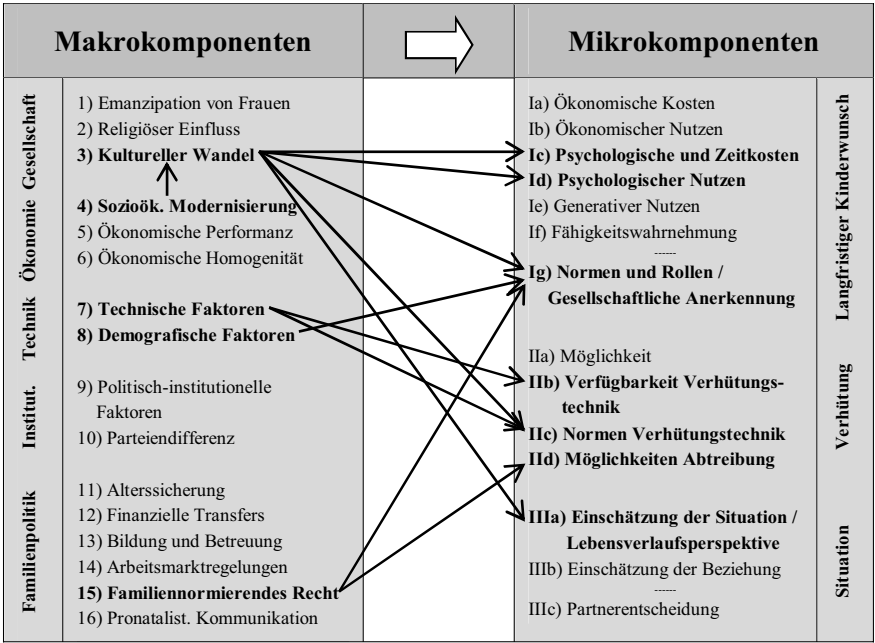 Makrokomponenten
Mikrokomponenten
Gesellschaft
1) Emanzipation von Frauen
2) Religiöser Einfluss
3) Kultureller Wandel
Ökonomie
4) Sozioök. Modernisierung
5) Ökonomische Performanz
6) Ökonomische Homogenität
Technik
7) Technische Faktoren
8) Demografische Faktoren
Institut.
9) Politisch-institutionelle
Faktoren
10) Parteiendifferenz
Familienpolitik
11) Alterssicherung
12) Finanzielle Transfers
13) Bildung und Betreuung
14) Arbeitsmarktregelungen
15) Familiennormierendes Recht
16) Pronatalist. Kommunikation
Ia) Ökonomische Kosten
Ib) Ökonomischer Nutzen
Ic) Psychologische und Zeitkosten
Id) Psychologischer Nutzen
Ie) Generativer Nutzen
If) Fähigkeitswahrnehmung
------
Ig) Normen und Rollen /
Gesellschaftliche Anerkennung
Langfristiger Kinderwunsch
IIa) Möglichkeit
IIb) Verfügbarkeit Verhütungs-
technik
IIc) Normen Verhütungstechnik
IId) Möglichkeiten Abtreibung
Verhütung
IIIa) Einschätzung der Situation /
Lebensverlaufsperspektive
IIIb) Einschätzung der Beziehung
------
IIIc) Partnerentscheidung
Situation